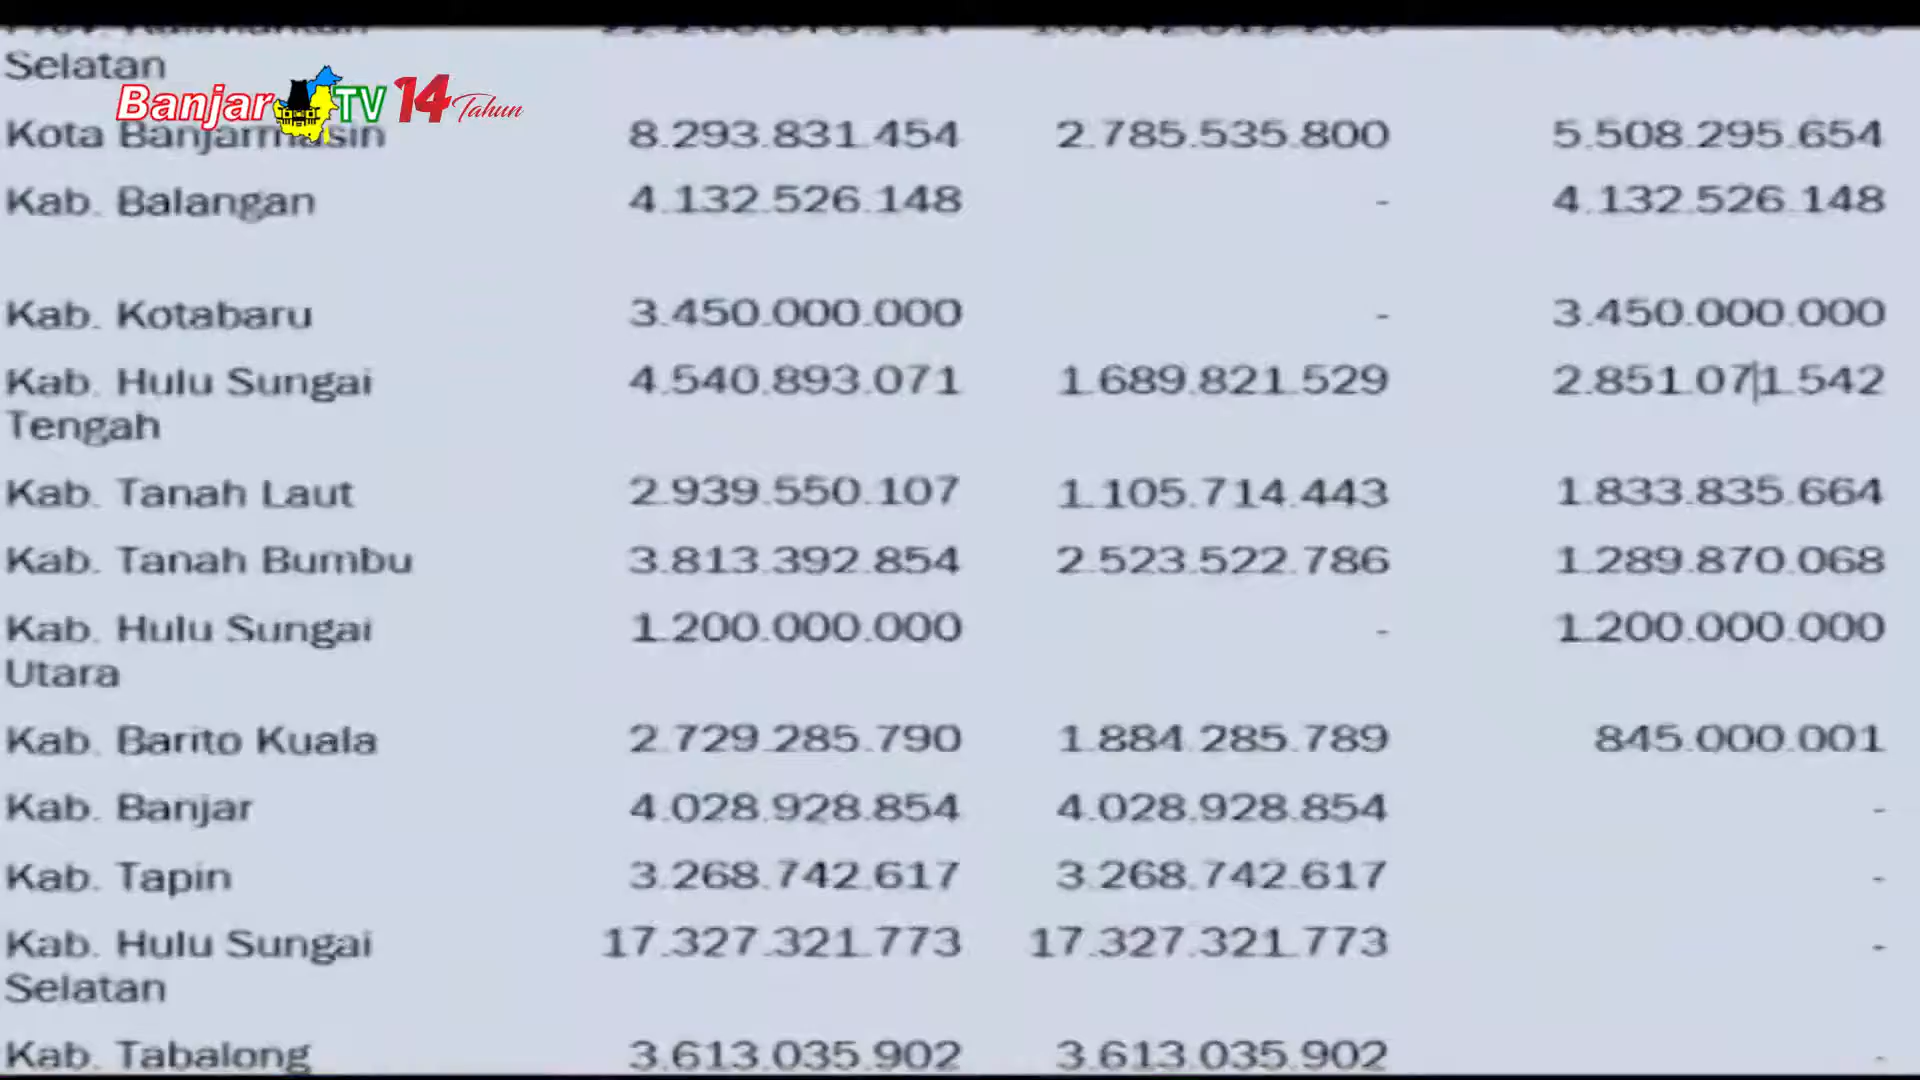 Selatan
Banjar TV 14 Tahun
Kota Banjarmasin 8.293.831.454 2.785.535.800 5.508.295.654
Kab. Balangan 4.132.526.148 - 4.132.526.148
Kab. Kotabaru 3.450.000.000 - 3.450.000.000
Kab. Hulu Sungai 4.540.893.071 1.689.821.529 2.851.071.542
Tengah
Kab. Tanah Laut 2.939.550.107 1.105.714.443 1.833.835.664
Kab. Tanah Bumbu 3.813.392.854 2.523.522.786 1.289.870.068
Kab. Hulu Sungai 1.200.000.000 - 1.200.000.000
Utara
Kab. Barito Kuala 2.729.285.790 1.884.285.789 845.000.001
Kab. Banjar 4.028.928.854 4.028.928.854 -
Kab. Tapin 3.268.742.617 3.268.742.617 -
Kab. Hulu Sungai 17.327.321.773 17.327.321.773 -
Selatan
Kab. Tabalong 3.613.035.902 3.613.035.902 -